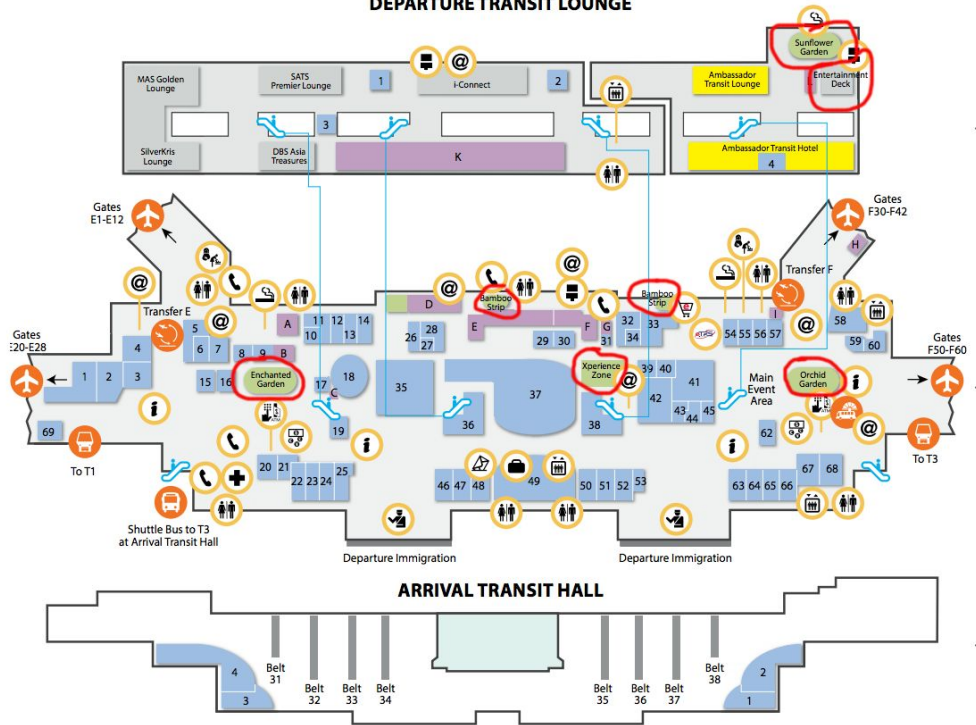 DEPARTURE TRANSIT LOUNGE
MAS Golden
Lounge
SATS
Premier Lounge
1
@
i-Connect
2
Ambassador
Transit Lounge
Sunflower
Garden
L
Entertainment
Deck
3
SilverKris
Lounge
DBS Asia
Treasures
K
Ambassador Transit Hotel
4
Gates
E1-E12
Gates
F30-F42
H
Transfer E
Transfer F
@
@
@
@
@
D
Bamboo
Strip
Bamboo
Strip
E
F
G
I
A
B
C
4
5
6
7
8
9
10
11
12
13
14
26
27
28
29
30
31
32
33
34
54
55
56
57
58
59
60
Gates
E20-E28
1
2
3
15
16
Enchanted
Garden
17
18
19
35
36
37
Xperience
Zone
@
38
39
40
41
42
43
44
45
Main
Event
Area
Orchid
Garden
i
Gates
F50-F60
69
i
i
i
62
@
To T1
To T3
20
21
22
23
24
25
46
47
48
49
50
51
52
53
63
64
65
66
67
68
Shuttle Bus to T3
at Arrival Transit Hall
Departure Immigration
Departure Immigration
ARRIVAL TRANSIT HALL
4
3
Belt
31
Belt
32
Belt
33
Belt
34
Belt
35
Belt
36
Belt
37
Belt
38
2
1